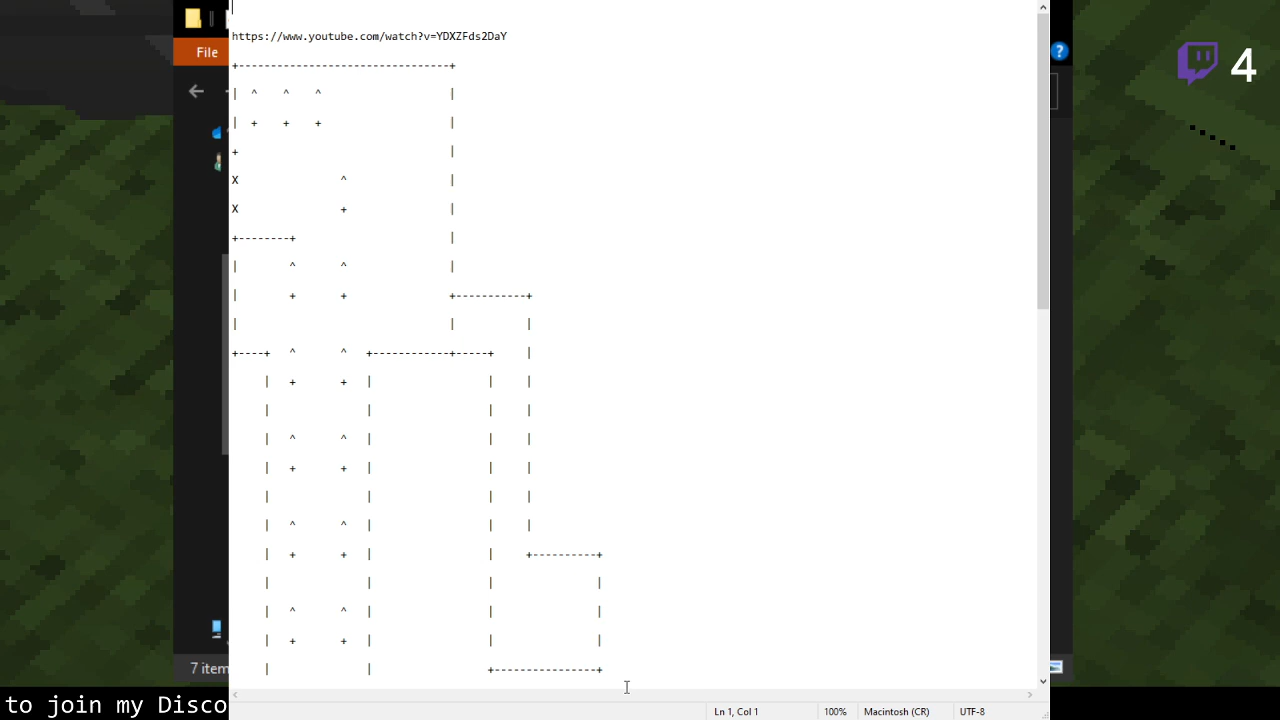 https://www.youtube.com/watch?v=YDXZFds2DaY
+---------------------------+
|  ^   ^   ^                |
|  +   +   +                |
+                           |
X             ^             |
X             +             |
+--------+                  |
|        ^      ^           |
|        +      +           +-----------+
|                           |           |
+----+   ^      ^   +------------+-----+     |
|   +      +   |                  |     |
|              |                  |     |
|   ^      ^   |                  |     |
|   +      +   |                  |     |
|              |                  |     |
|   ^      ^   |                  |     |
|   +      +   |                  |     +----------+
|              |                  |                |
|   ^      ^   |                  |                |
|   +      +   |                  |                |
|              |                  +---------------+
File
4
7 item
to join my Disco
Ln 1, Col 1
100%
Macintosh (CR)
UTF-8